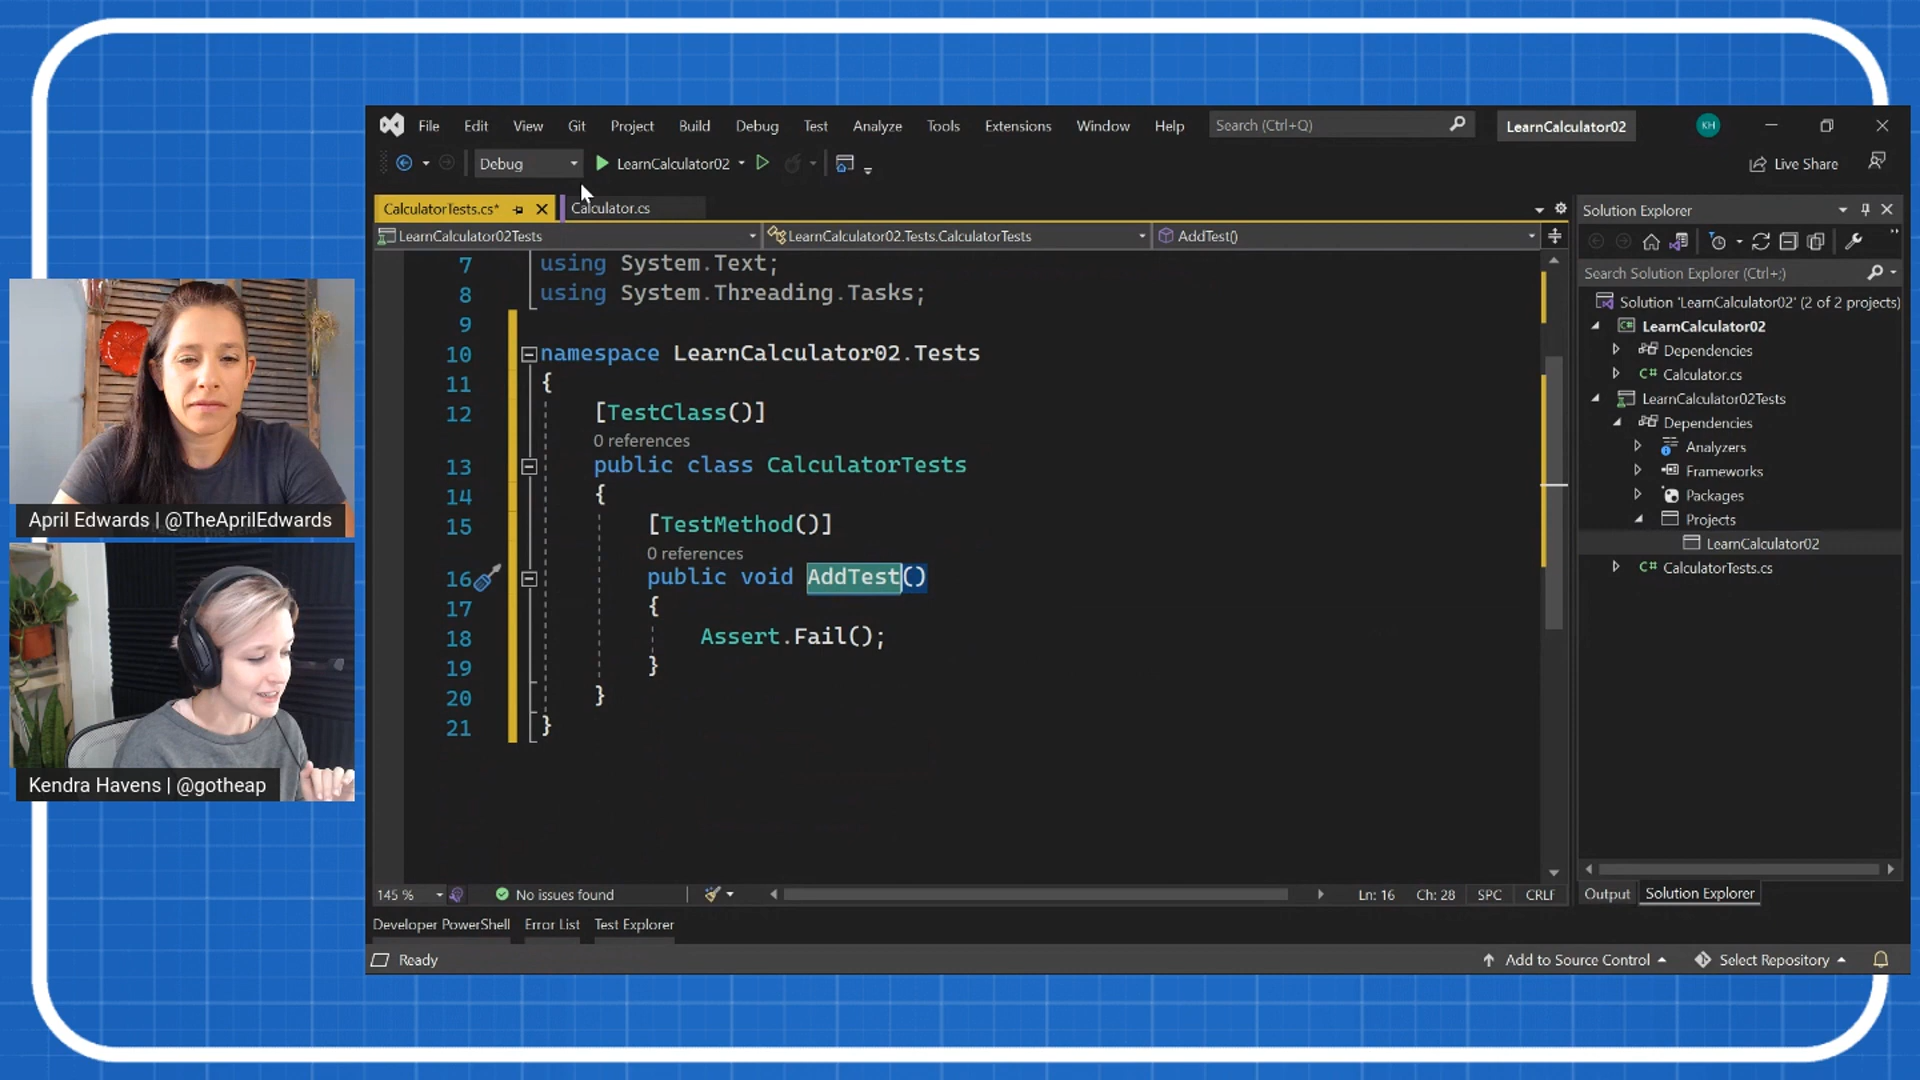 File Edit View Git Project Build Debug Test Analyze Tools Extensions Window Help Search (Ctrl+Q) LearnCalculator02 KH
Debug LearnCalculator02 Live Share
CalculatorTests.cs* Calculator.cs
LearnCalculator02Tests LearnCalculator02.Tests.CalculatorTests AddTest()
7 using System.Text;
8 using System.Threading.Tasks;
9
10 namespace LearnCalculator02.Tests
11 {
12 [TestClass()]
0 references
13 public class CalculatorTests
14 {
15 [TestMethod()]
0 references
16 public void AddTest()
17 {
18 Assert.Fail();
19 }
20 }
21 }
145 % No issues found Ln: 16 Ch: 28 SPC CRLF
Developer PowerShell Error List Test Explorer
Ready Add to Source Control Select Repository
Solution Explorer
Search Solution Explorer (Ctrl+;)
Solution 'LearnCalculator02' (2 of 2 projects)
LearnCalculator02
Dependencies
C# Calculator.cs
LearnCalculator02Tests
Dependencies
Analyzers
Frameworks
Packages
Projects
LearnCalculator02
C# CalculatorTests.cs
Output Solution Explorer
April Edwards | @TheAprilEdwards
Kendra Havens | @gotheap